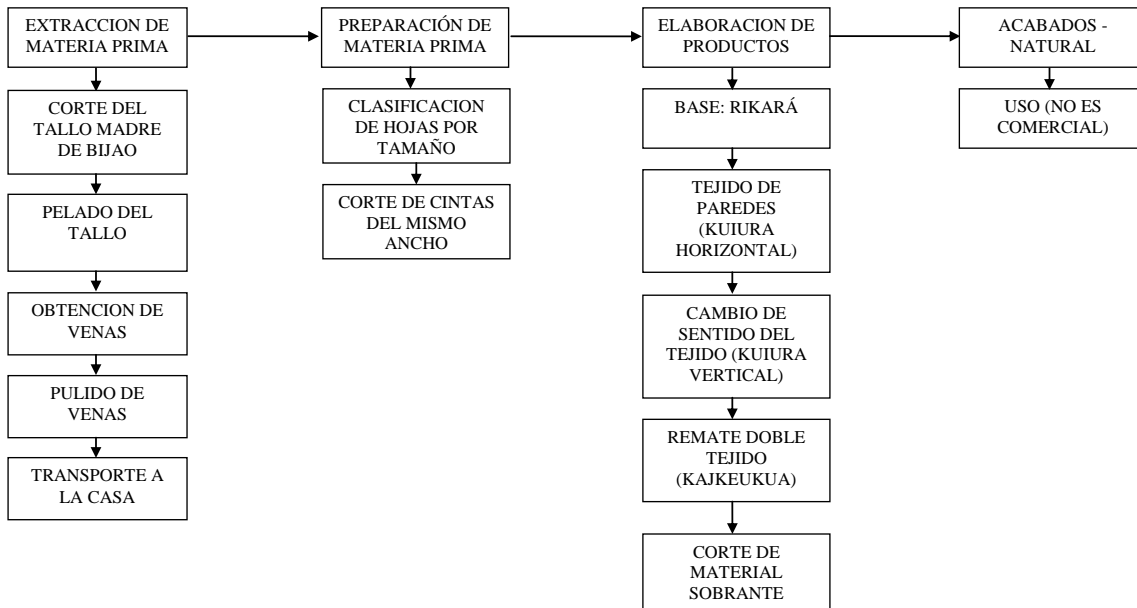 EXTRACCION DE
MATERIA PRIMA
PREPARACIÓN DE
MATERIA PRIMA
ELABORACION DE
PRODUCTOS
ACABADOS -
NATURAL
CORTE DEL
TALLO MADRE
DE BIJAO
PELADO DEL
TALLO
OBTENCION DE
VENAS
PULIDO DE
VENAS
TRANSPORTE A
LA CASA
CLASIFICACION
DE HOJAS POR
TAMAÑO
CORTE DE CINTAS
DEL MISMO
ANCHO
BASE: RIKARÁ
TEJIDO DE
PAREDES
(KUIURA
HORIZONTAL)
CAMBIO DE
SENTIDO DEL
TEJIDO (KUIURA
VERTICAL)
REMATE DOBLE
TEJIDO
(KAJKEUKUA)
CORTE DE
MATERIAL
SOBRANTE
USO (NO ES
COMERCIAL)